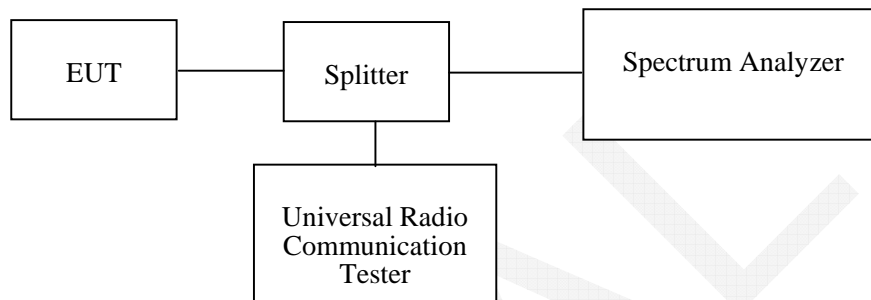 EUT
Splitter
Spectrum Analyzer
Universal Radio
Communication
Tester